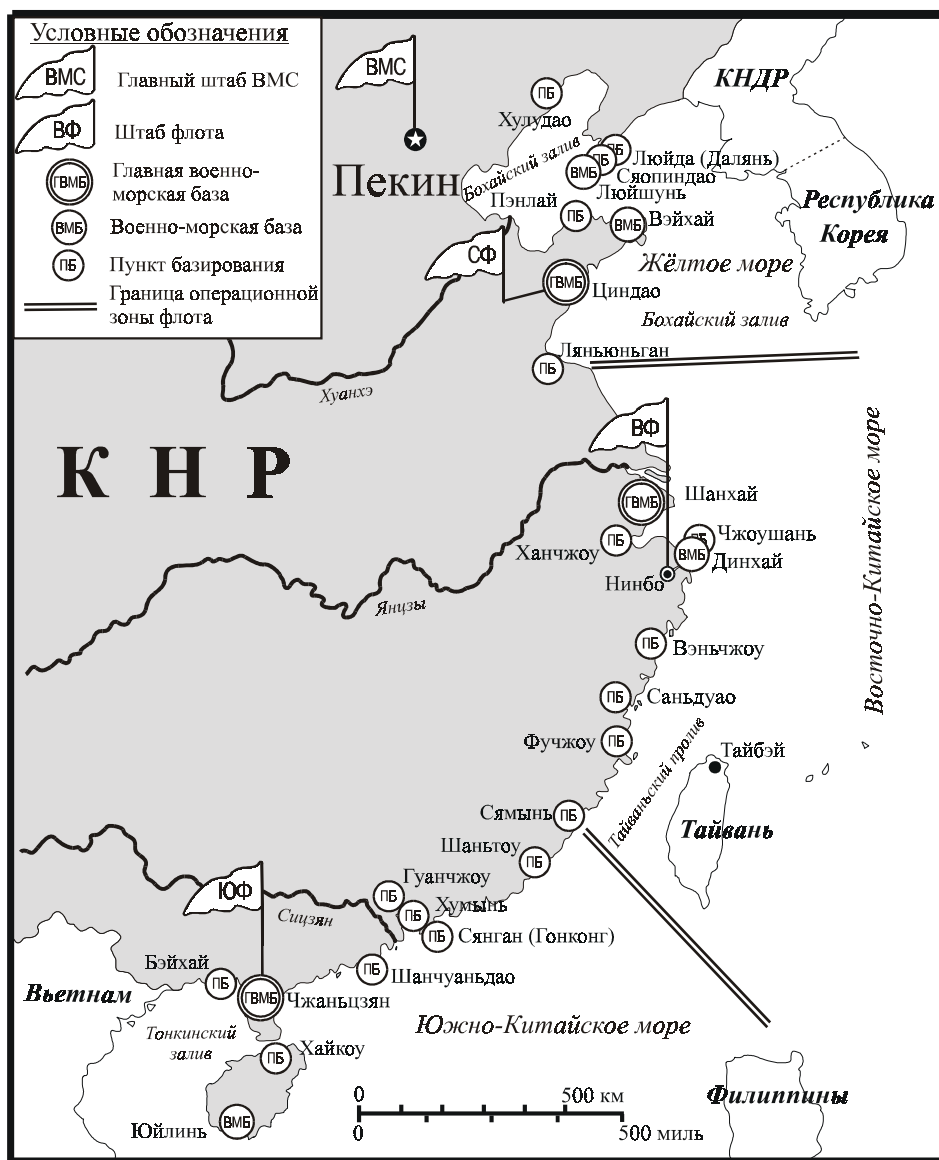 Условные обозначения
ВМС
Главный штаб ВМС
ВФ
Штаб флота
ГВМБ
Главная военно-
морская база
ВМБ
Военно-морская база
ПБ
Пункт базирования
Граница операционной
зоны флота
ВМС
Пекин
КНДР
ПБ
Хулудао
Бохайский залив
ПБ
Люйда (Далянь)
ПБ
Сяопиндао
ВМБ
Люйшунь
Пэнлай
ПБ
ВМБ
Вэйхай
Республика
Корея
СФ
Жёлтое море
ГВМБ
Циндао
Бохайский залив
Ляньюньган
ПБ
Хуанхэ
ВФ
Восточно-Китайское море
К Н Р
ГВМБ
Шанхай
ПБ
Ханчжоу
ПБ
Чжоушань
ВМБ
Динхай
Нинбо
Янцзы
ПБ
Вэньчжоу
ПБ
Саньдуао
Фучжоу
ПБ
Тайваньский пролив
Тайбэй
Тайвань
Сямынь
ПБ
Шаньтоу
ПБ
Гуанчжоу
ПБ
ЮФ
Хумынь
ПБ
Сицзян
ПБ
Сянган (Гонконг)
Бэйхай
ПБ
ПБ
Шанчуаньдао
Вьетнам
ГВМБ
Чжаньцзян
Южно-Китайское море
Тонкинский
залив
Хайкоу
ПБ
Филиппины
ВМБ
Юйлинь
0
500 км
0
500 миль